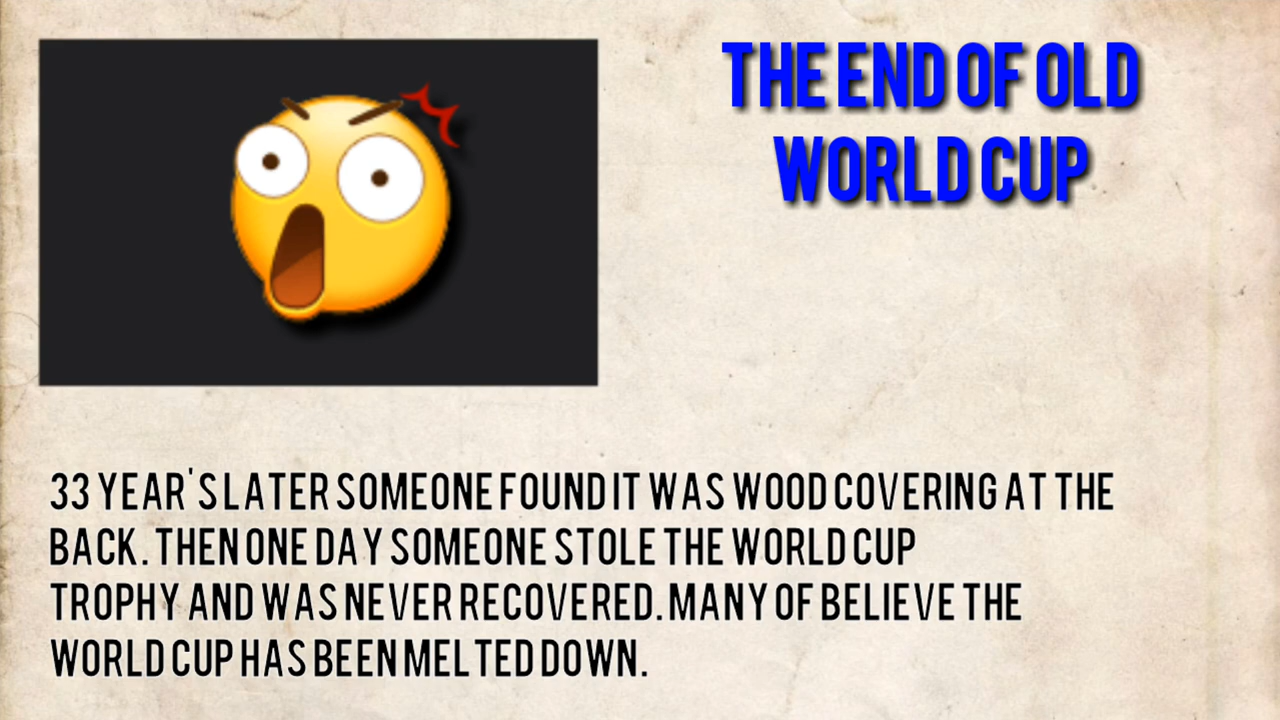 THE END OF OLD
WORLD CUP
33 YEAR'S LATER SOMEONE FOUND IT WAS WOOD COVERING AT THE
BACK. THEN ONE DAY SOMEONE STOLE THE WORLD CUP
TROPHY AND WAS NEVER RECOVERED. MANY OF BELIEVE THE
WORLD CUP HAS BEEN MELTED DOWN.